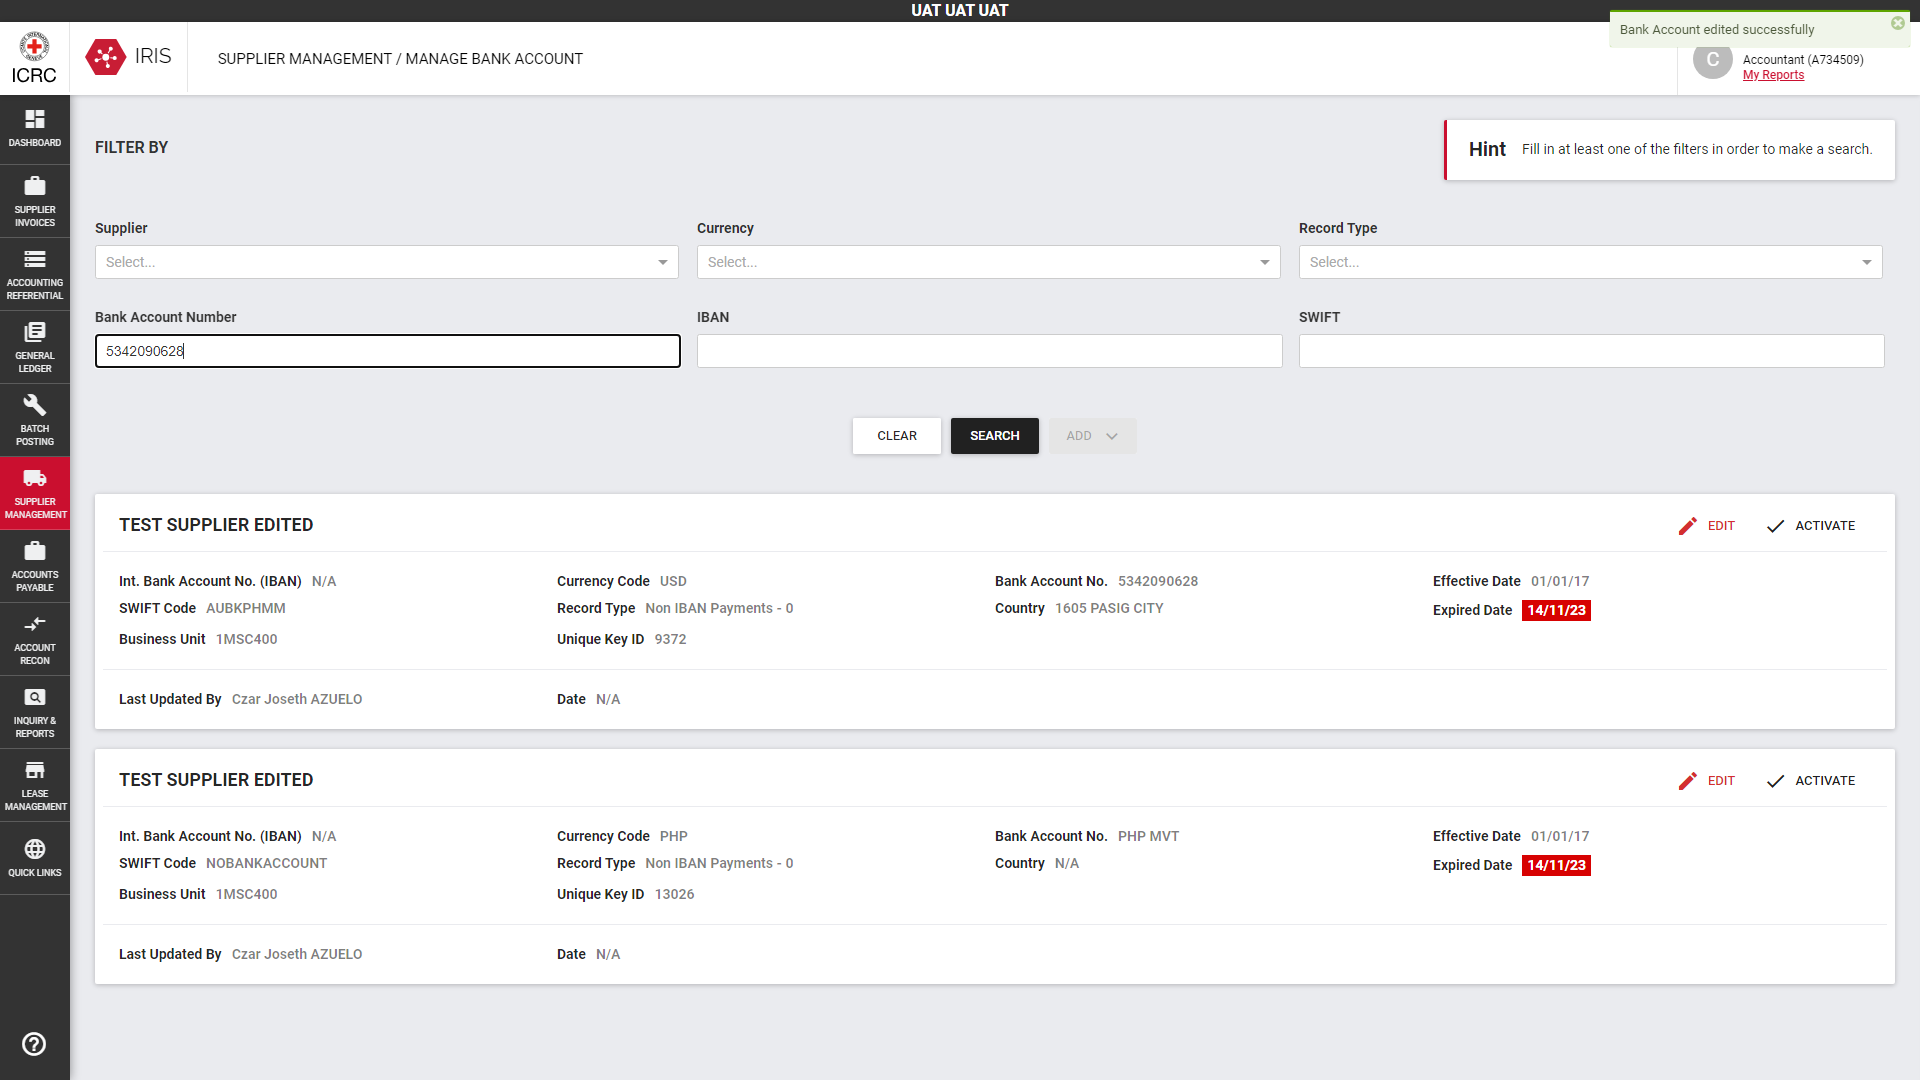 UAT UAT UAT
Bank Account edited successfully
ICRC
IRIS
SUPPLIER MANAGEMENT / MANAGE BANK ACCOUNT
C
Accountant (A734509)
My Reports
DASHBOARD
SUPPLIER INVOICES
ACCOUNTING REFERENTIAL
GENERAL LEDGER
BATCH POSTING
SUPPLIER MANAGEMENT
ACCOUNTS PAYABLE
ACCOUNT RECON
INQUIRY & REPORTS
LEASE MANAGEMENT
QUICK LINKS
FILTER BY
Hint Fill in at least one of the filters in order to make a search.
Supplier Currency Record Type
Select... Select... Select...
Bank Account Number IBAN SWIFT
5342090628
CLEAR SEARCH ADD
TEST SUPPLIER EDITED EDIT ACTIVATE
Int. Bank Account No. (IBAN) N/A Currency Code USD Bank Account No. 5342090628 Effective Date 01/01/17
SWIFT Code AUBKPHMM Record Type Non IBAN Payments - 0 Country 1605 PASIG CITY Expired Date 14/11/23
Business Unit 1MSC400 Unique Key ID 9372
Last Updated By Czar Joseth AZUELO Date N/A
TEST SUPPLIER EDITED EDIT ACTIVATE
Int. Bank Account No. (IBAN) N/A Currency Code PHP Bank Account No. PHP MVT Effective Date 01/01/17
SWIFT Code NOBANKACCOUNT Record Type Non IBAN Payments - 0 Country N/A Expired Date 14/11/23
Business Unit 1MSC400 Unique Key ID 13026
Last Updated By Czar Joseth AZUELO Date N/A